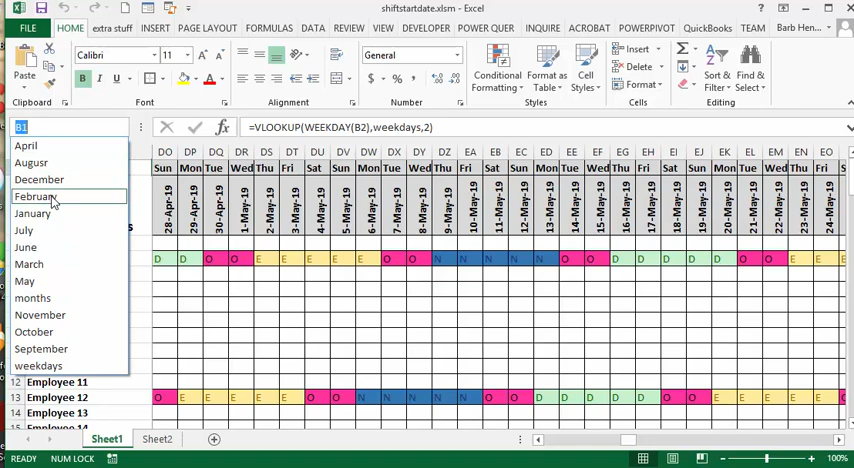 shiftstartdate.xlsm - Excel
FILE HOME extra stuff INSERT PAGE LAYOUT FORMULAS DATA REVIEW VIEW DEVELOPER INQUIRE ACROBAT POWERPIVOT QuickBooks TEAM Barb Hen...
Paste
Calibri 11
B I U
General
$ % ,
Conditional Formatting
Format as Table
Cell Styles
Insert
Delete
Format
Sort & Filter
Find & Select
Clipboard Font Alignment Number Styles Cells Editing
B1 fx =VLOOKUP(WEEKDAY(B2),weekdays,2)
April
Augusr
December
February
January
July
June
March
May
months
November
October
September
weekdays
DO DP DQ DR DS DT DU DV DW DX DY DZ EA EB EC ED EE EF EG EH EI EJ EK EL EM EN EO
Sun Mon Tue Wed Thu Fri Sat Sun Mon Tue Wed Thu Fri Sat Sun Mon Tue Wed Thu Fri Sat Sun Mon Tue Wed Thu Fri
28-Apr-19 29-Apr-19 30-Apr-19 1-May-19 2-May-19 3-May-19 4-May-19 5-May-19 6-May-19 7-May-19 8-May-19 9-May-19 10-May-19 11-May-19 12-May-19 13-May-19 14-May-19 15-May-19 16-May-19 17-May-19 18-May-19 19-May-19 20-May-19 21-May-19 22-May-19 23-May-19 24-May-19
D D O O E E E E E O O N N N N N O O D D D D D O O E E
12 Employee 11
13 Employee 12 O E E E E E O O N N N N N O O D D D D D O O E E E E E
14 Employee 13
15 Employee 14
Sheet1 Sheet2
READY NUM LOCK 100%